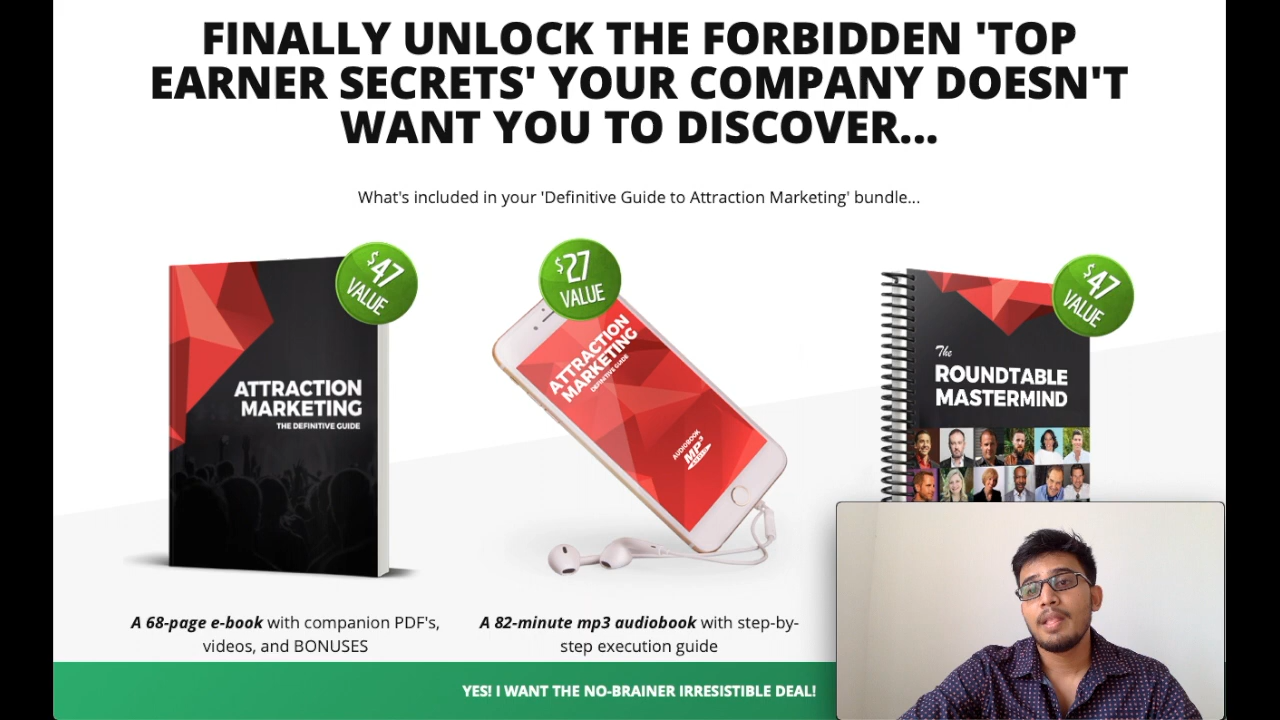 FINALLY UNLOCK THE FORBIDDEN 'TOP
EARNER SECRETS' YOUR COMPANY DOESN'T
WANT YOU TO DISCOVER...
What's included in your 'Definitive Guide to Attraction Marketing' bundle...
$47
VALUE
ATTRACTION
MARKETING
THE DEFINITIVE GUIDE
$27
VALUE
ATTRACTION
MARKETING
DEFINITIVE GUIDE
AUDIOBOOK
MP3
$47
VALUE
The
ROUNDTABLE
MASTERMIND
A 68-page e-book with companion PDF's,
videos, and BONUSES
A 82-minute mp3 audiobook with step-by-
step execution guide
YES! I WANT THE NO-BRAINER IRRESISTIBLE DEAL!